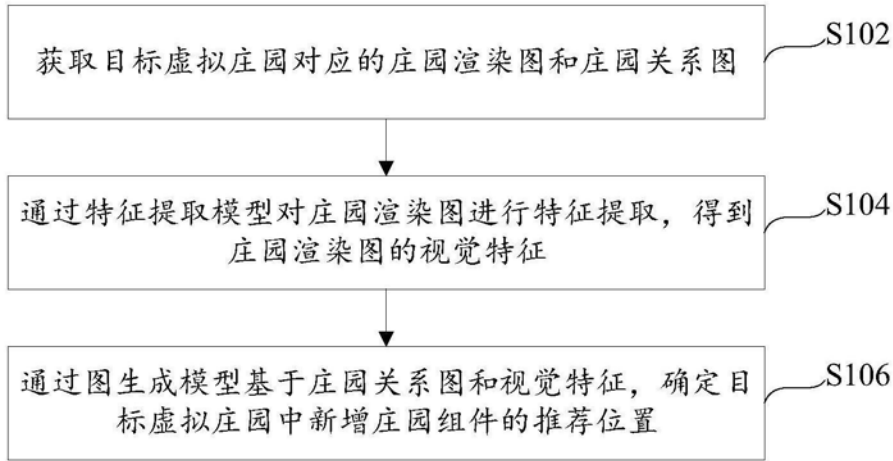 获取目标虚拟庄园对应的庄园渲染图和庄园关系图
S102
通过特征提取模型对庄园渲染图进行特征提取，得到
庄园渲染图的视觉特征
S104
通过图生成模型基于庄园关系图和视觉特征，确定目
标虚拟庄园中新增庄园组件的推荐位置
S106